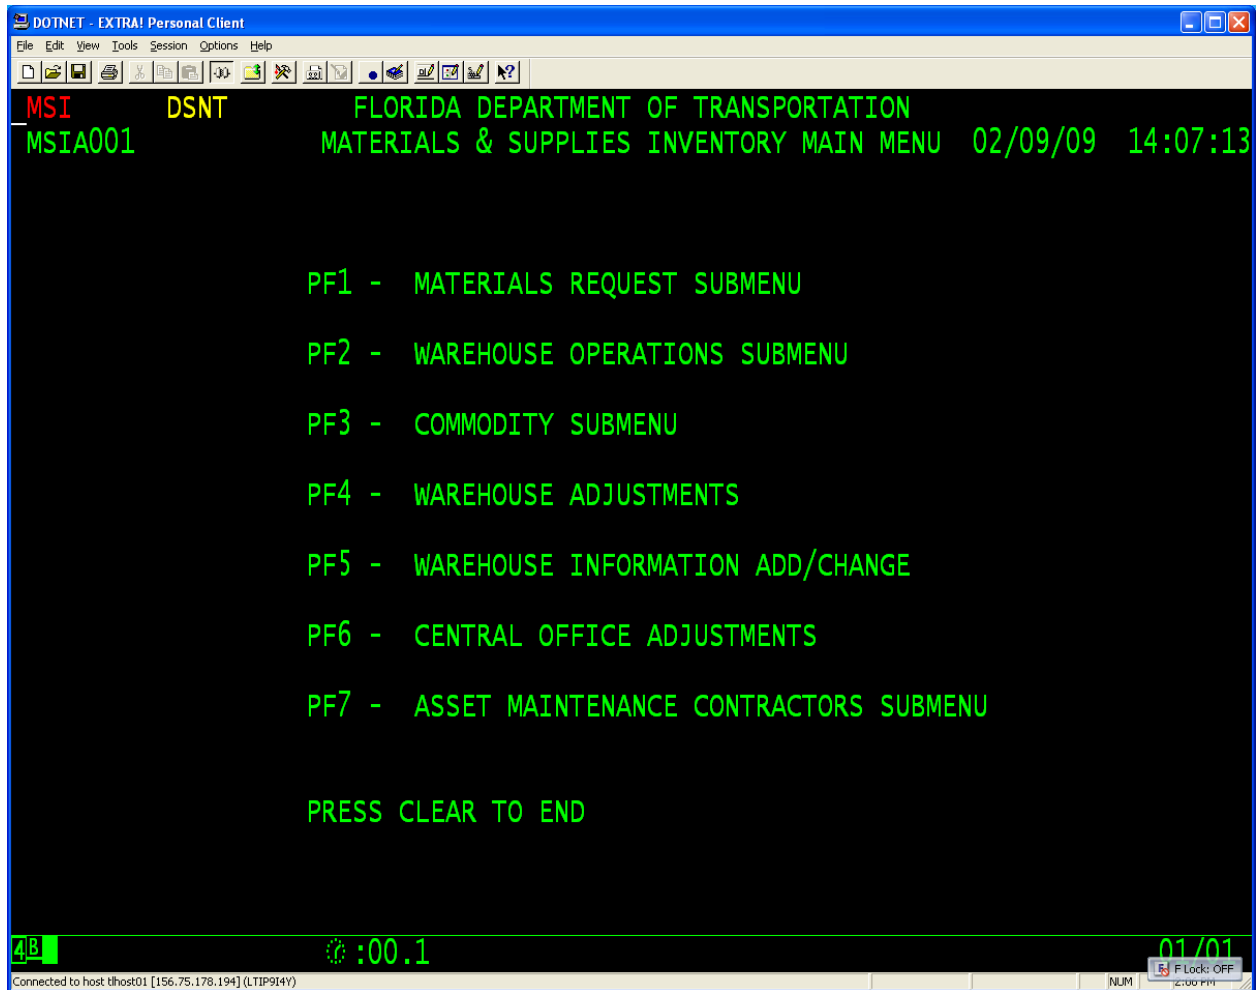 DOTNET - EXTRA! Personal Client
File Edit View Tools Session Options Help
MSI DSNT FLORIDA DEPARTMENT OF TRANSPORTATION
MSIA001 MATERIALS & SUPPLIES INVENTORY MAIN MENU 02/09/09 14:07:13
PF1 - MATERIALS REQUEST SUBMENU
PF2 - WAREHOUSE OPERATIONS SUBMENU
PF3 - COMMODITY SUBMENU
PF4 - WAREHOUSE ADJUSTMENTS
PF5 - WAREHOUSE INFORMATION ADD/CHANGE
PF6 - CENTRAL OFFICE ADJUSTMENTS
PF7 - ASSET MAINTENANCE CONTRACTORS SUBMENU
PRESS CLEAR TO END
4B :00.1 01/01
F Lock: OFF
Connected to host tlhost01 [156.75.178.194] (LTIP9I4Y) NUM